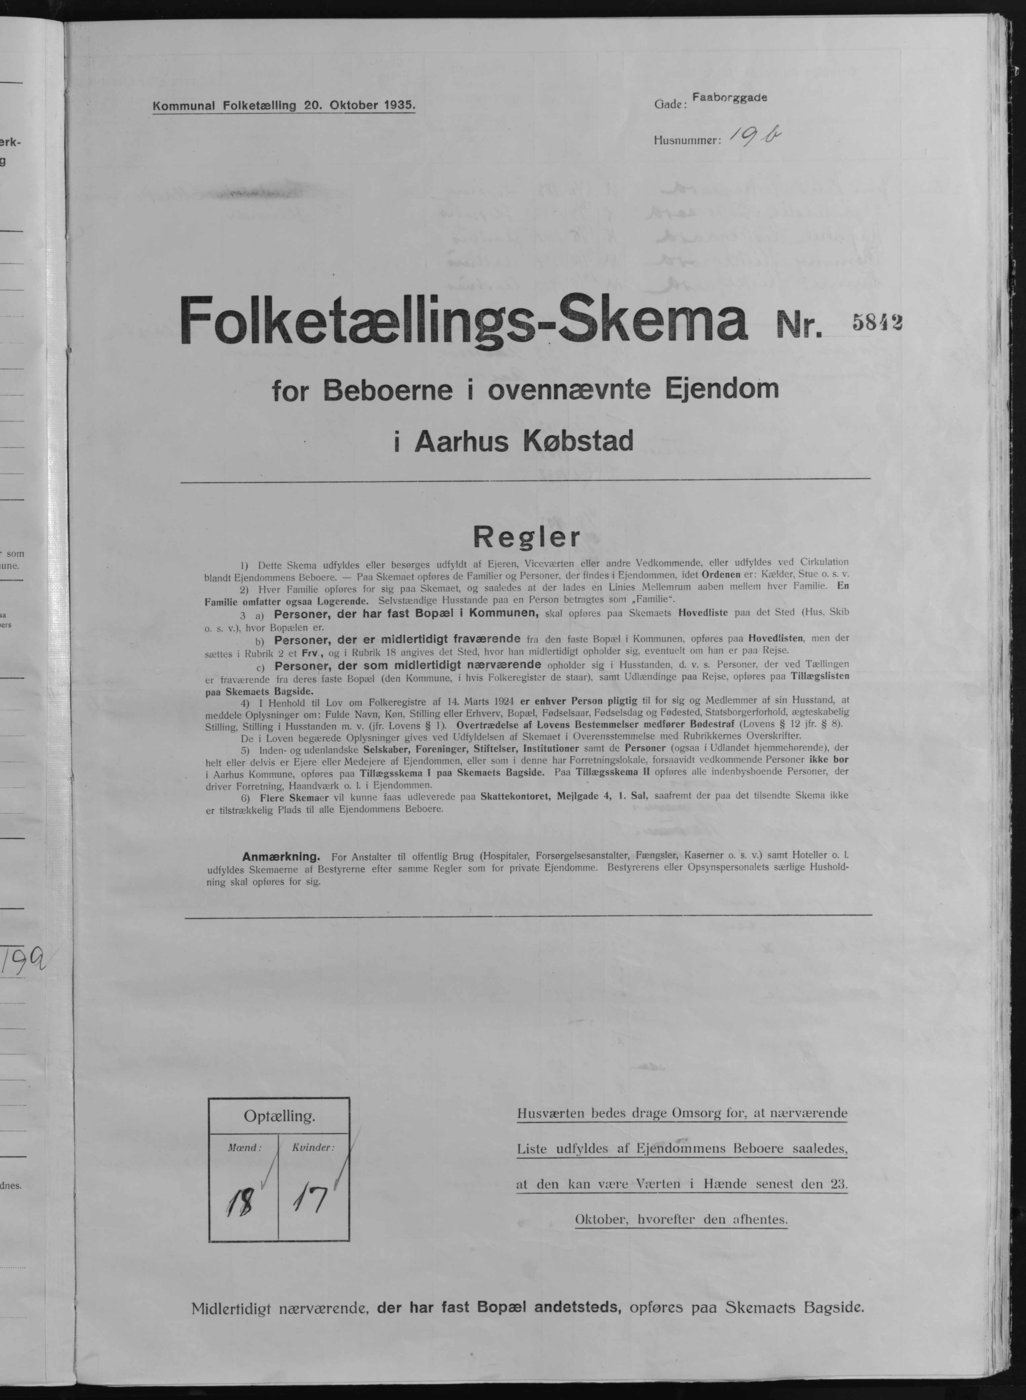 Kommunal Folketælling 20. Oktober 1935.
Gade: Faaborggade
Husnummer: 19 b
Folketællings-Skema Nr. 5842
for Beboerne i ovennævnte Ejendom
i Aarhus Købstad
Regler
1) Dette Skema udfyldes eller besørges udfyldt af Ejeren, Viceværten eller andre Vedkommende, eller udfyldes ved Cirkulation
blandt Ejendommens Beboere. — Paa Skemaet opføres de Familier og Personer, der findes i Ejendommen, idet Ordenen er: Kælder, Stue o. s. v.
2) Hver Familie opføres for sig paa Skemaet, og saaledes at der lades en Linies Mellemrum aaben mellem hver Familie. En
Familie omfatter ogsaa Logerende. Selvstændige Husstande paa en Person betragtes som „Familie“.
3 a) Personer, der har fast Bopæl i Kommunen, skal opføres paa Skemaets Hovedliste paa det Sted (Hus, Skib
o. s. v.), hvor Bopælen er.
b) Personer, der er midlertidigt fraværende fra den faste Bopæl i Kommunen, opføres paa Hovedlisten, men der
sættes i Rubrik 2 et Frv., og i Rubrik 18 angives det Sted, hvor han midlertidigt opholder sig, eventuelt om han er paa Rejse.
c) Personer, der som midlertidigt nærværende opholder sig i Husstanden, d. v. s. Personer, der ved Tællingen
er fraværende fra deres faste Bopæl (den Kommune, i hvis Folkeregister de staar), samt Udlændinge paa Rejse, opføres paa Tillægslisten
paa Skemaets Bagside.
4) I Henhold til Lov om Folkeregistre af 14. Marts 1924 er enhver Person pligtig til for sig og Medlemmer af sin Husstand, at
meddele Oplysninger om: Fulde Navn, Køn, Stilling eller Erhverv, Bopæl, Fødselsaar, Fødselsdag og Fødested, Statsborgerforhold, ægteskabelig
Stilling, Stilling i Husstanden m. v. (jfr. Lovens § 1). Overtrædelse af Lovens Bestemmelser medfører Bødestraf (Lovens § 12 jfr. § 8).
De i Loven begærede Oplysninger gives ved Udfyldelsen af Skemaet i Overensstemmelse med Rubrikkernes Overskrifter.
5) Inden- og udenlandske Selskaber, Foreninger, Stiftelser, Institutioner samt de Personer (ogsaa i Udlandet hjemmehørende), der
helt eller delvis er Ejere eller Medejere af Ejendommen, eller som i denne har Forretningslokale, forsaavidt vedkommende Personer ikke bor
i Aarhus Kommune, opføres paa Tillægsskema I paa Skemaets Bagside. Paa Tillægsskema II opføres alle indenbysboende Personer, der
driver Forretning, Haandværk o. l. i Ejendommen.
6) Flere Skemaer vil kunne faas udleverede paa Skattekontoret, Mejlgade 4, 1. Sal, saafremt der paa det tilsendte Skema ikke
er tilstrækkelig Plads til alle Ejendommens Beboere.
Anmærkning. For Anstalter til offentlig Brug (Hospitaler, Forsørgelsesanstalter, Fængsler, Kaserner o. s. v.) samt Hoteller o. l.
udfyldes Skemaerne af Bestyrerne efter samme Regler som for private Ejendomme. Bestyrerens eller Opsynspersonalets særlige Hushold-
ning skal opføres for sig.
199
Optælling.
Mænd: Kvinder:
18 17
Husværten bedes drage Omsorg for, at nærværende
Liste udfyldes af Ejendommens Beboere saaledes,
at den kan være Værten i Hænde senest den 23.
Oktober, hvorefter den afhentes.
Midlertidigt nærværende, der har fast Bopæl andetsteds, opføres paa Skemaets Bagside.